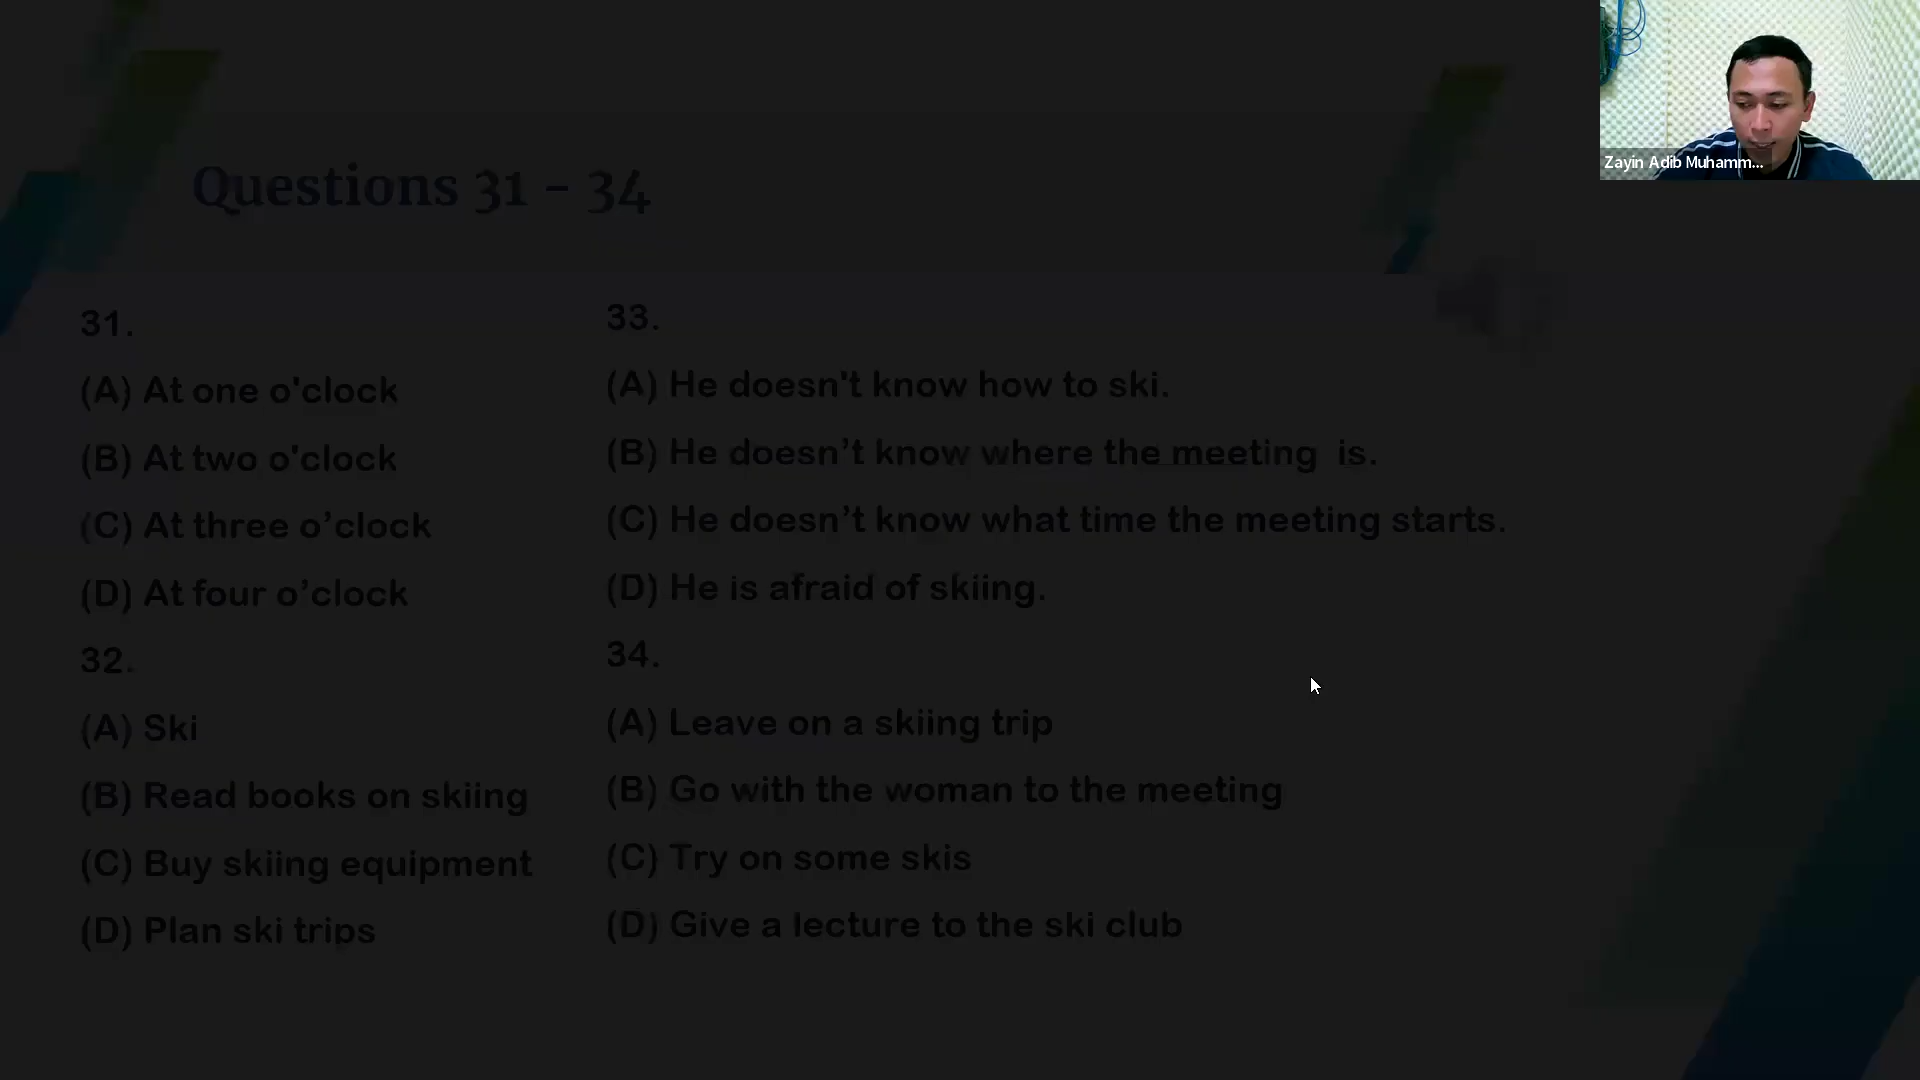 Zayin Adib Muhamm...
Questions 31 - 34
31.
(A) At one o'clock
(B) At two o'clock
(C) At three o’clock
(D) At four o’clock
32.
(A) Ski
(B) Read books on skiing
(C) Buy skiing equipment
(D) Plan ski trips
33.
(A) He doesn't know how to ski.
(B) He doesn’t know where the meeting is.
(C) He doesn’t know what time the meeting starts.
(D) He is afraid of skiing.
34.
(A) Leave on a skiing trip
(B) Go with the woman to the meeting
(C) Try on some skis
(D) Give a lecture to the ski club